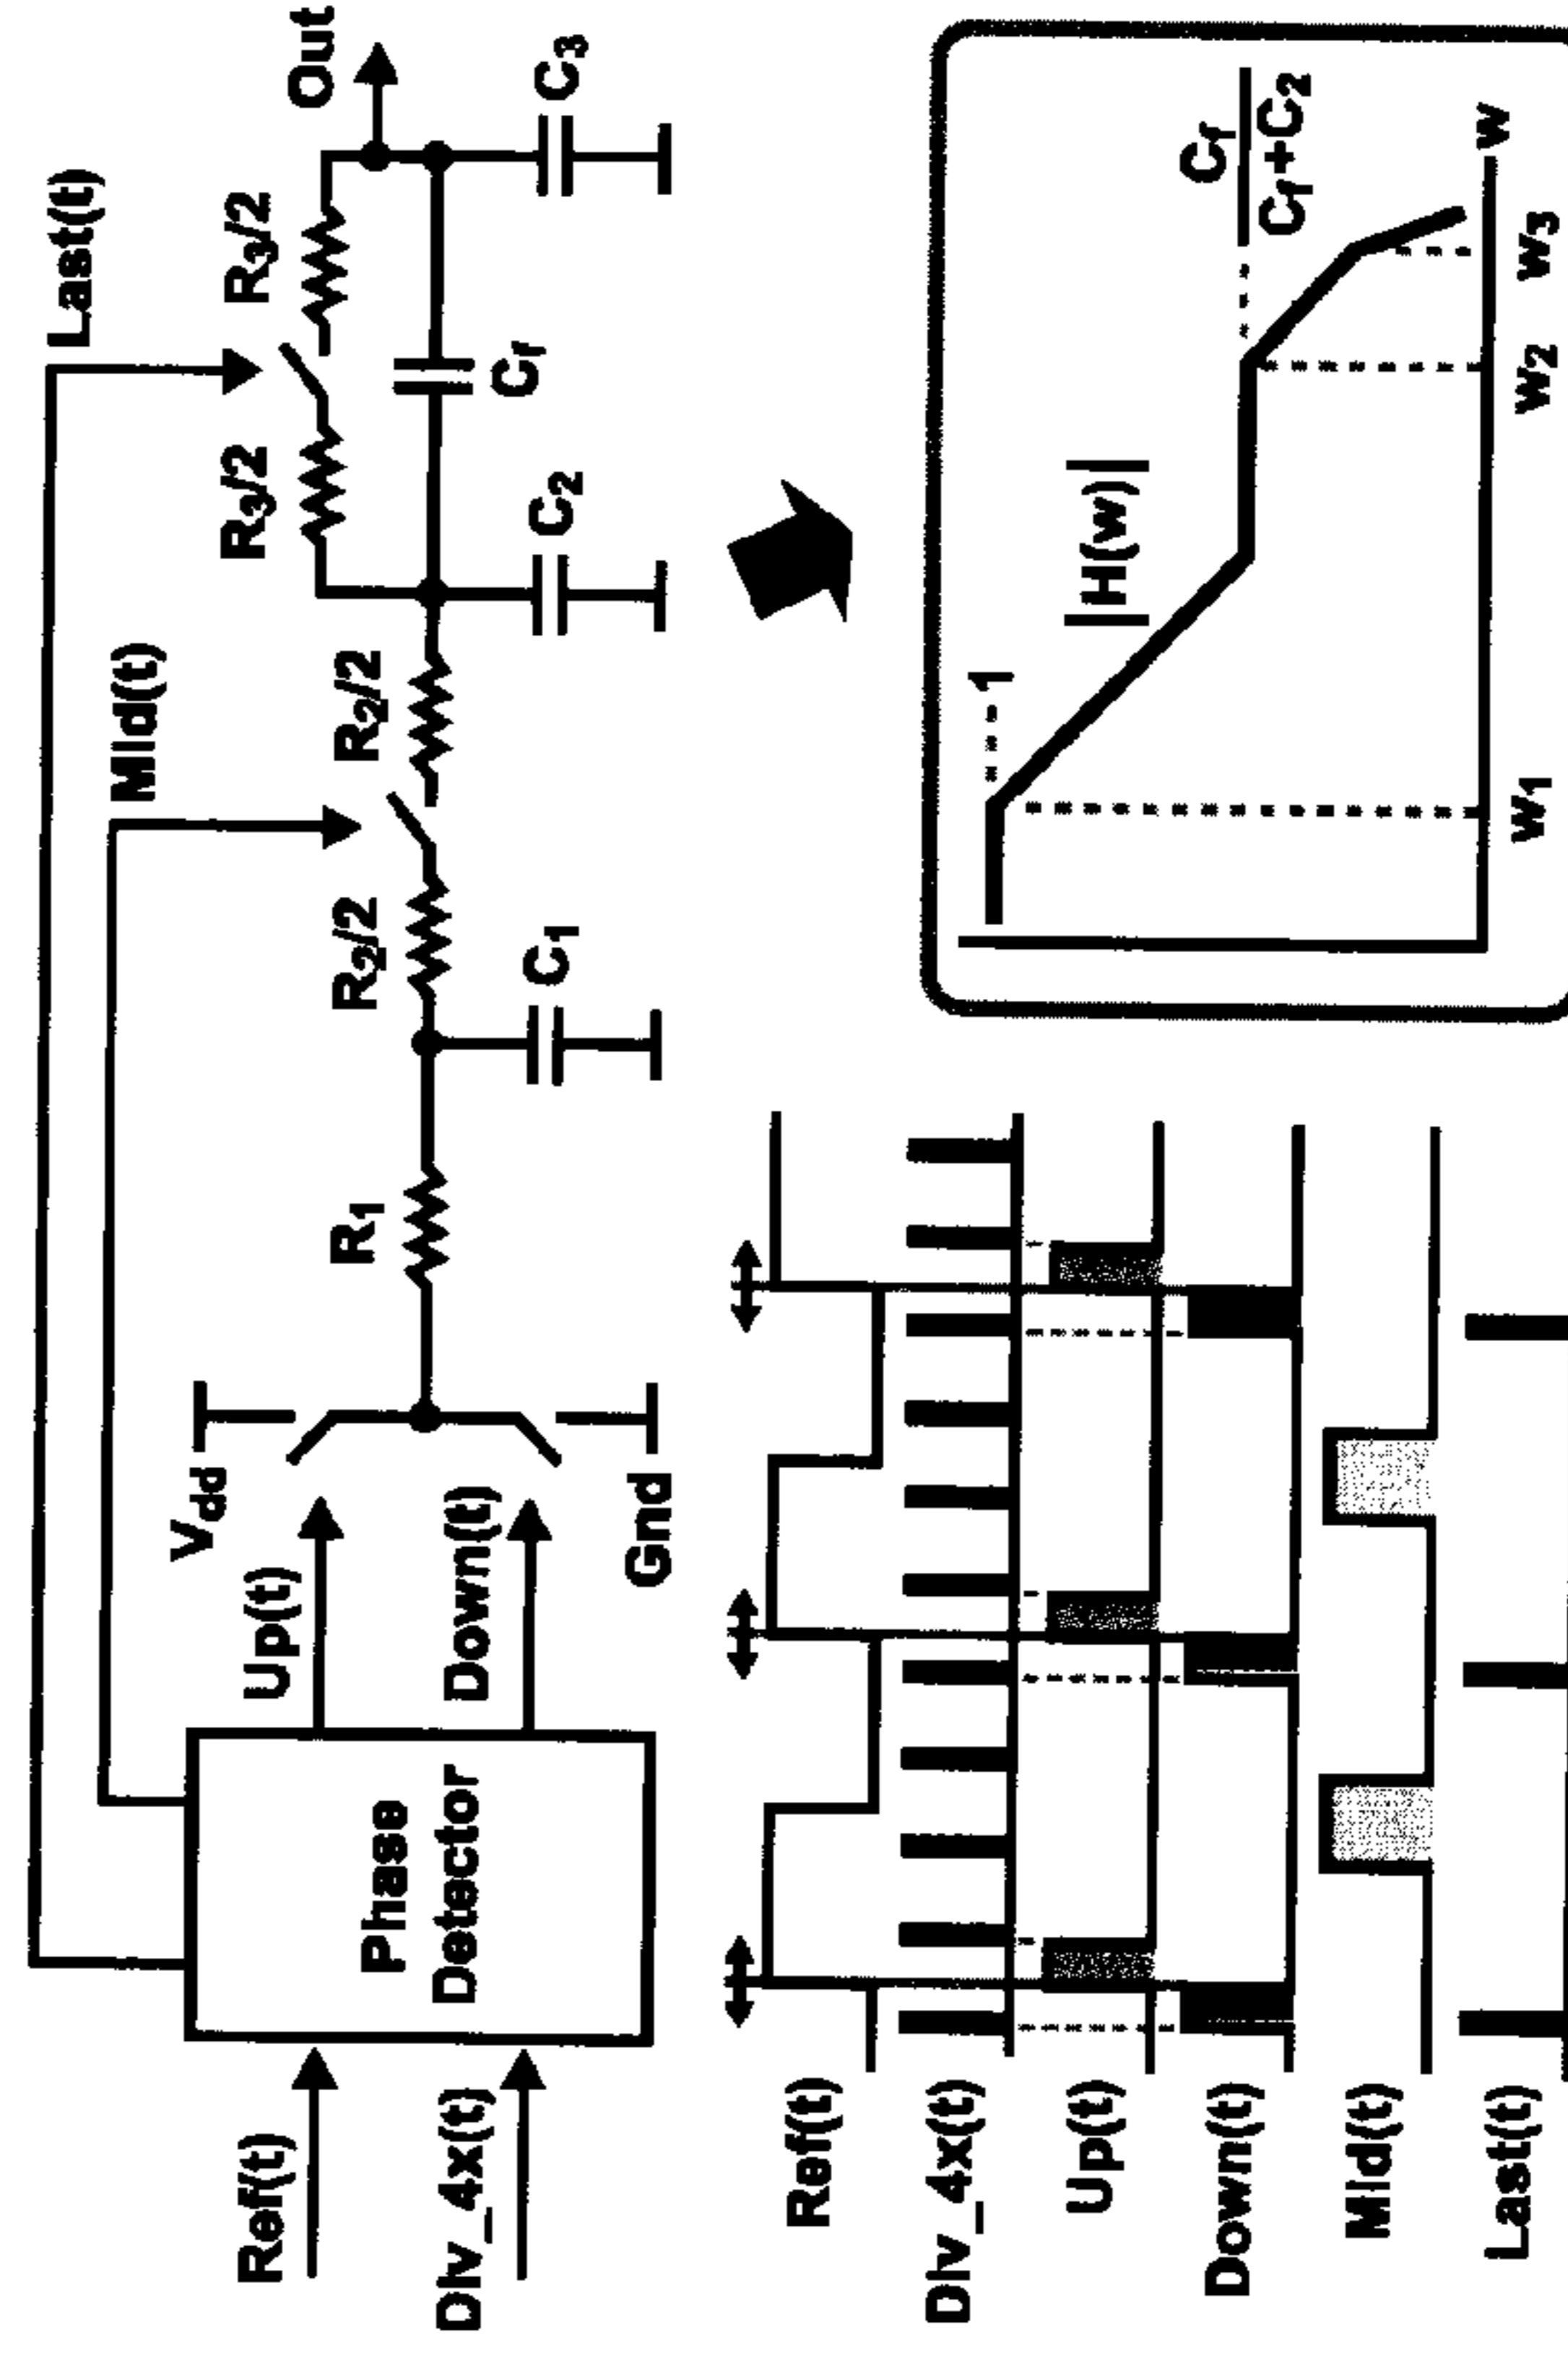 Last(t)
Mid(t)
Ref(t)
Div_4x(t)
Phase
Detector
Up(t)
Down(t)
Vdd
Gnd
R1
C1
R2/2
R2/2
C2
R3/2
R3/2
Cf
C3
Out
Ref(t)
Div_4x(t)
Up(t)
Down(t)
Mid(t)
Last(t)
|H(w)|
1
Cf
Cf+C2
w1
w2
w3
w